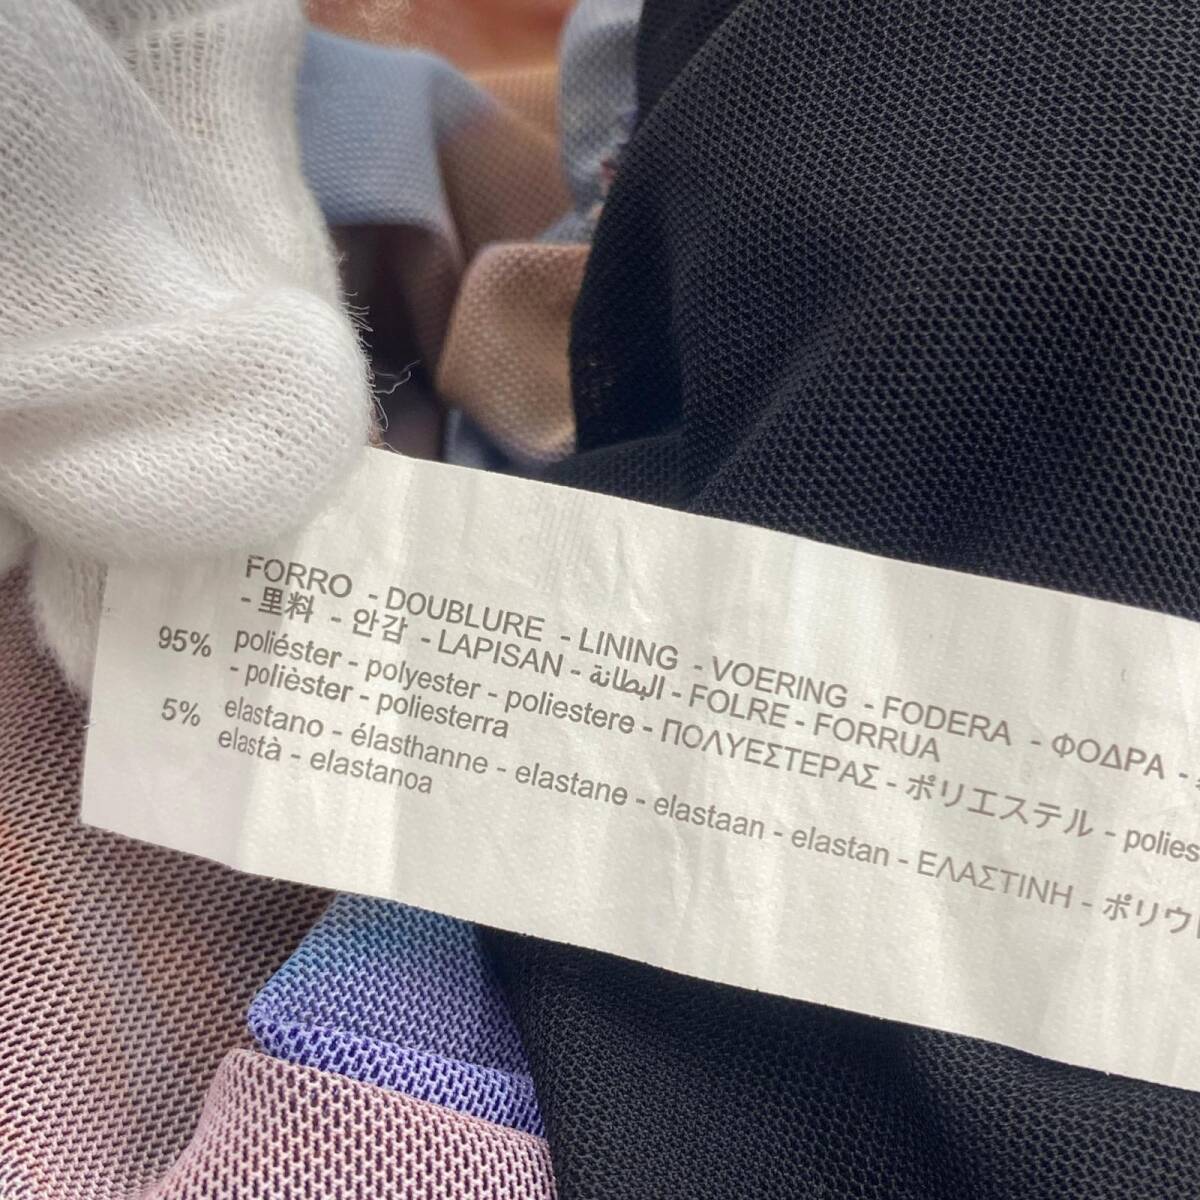 FORRO - DOUBLURE - LINING - VOERING - FODERA - ΦΟΔΡΑ -
- 里料 - 안감 - LAPISAN - البطانة - FOLRE - FORRUA
95% poliéster - polyester - poliestere - ΠΟΛΥΕΣΤΕΡΑΣ - ポリエステル - polies
- polièster - poliesterra
5% elastano - élasthanne - elastane - elastaan - elastan - ΕΛΑΣΤΙΝΗ - ポリウ
elastà - elastanoa